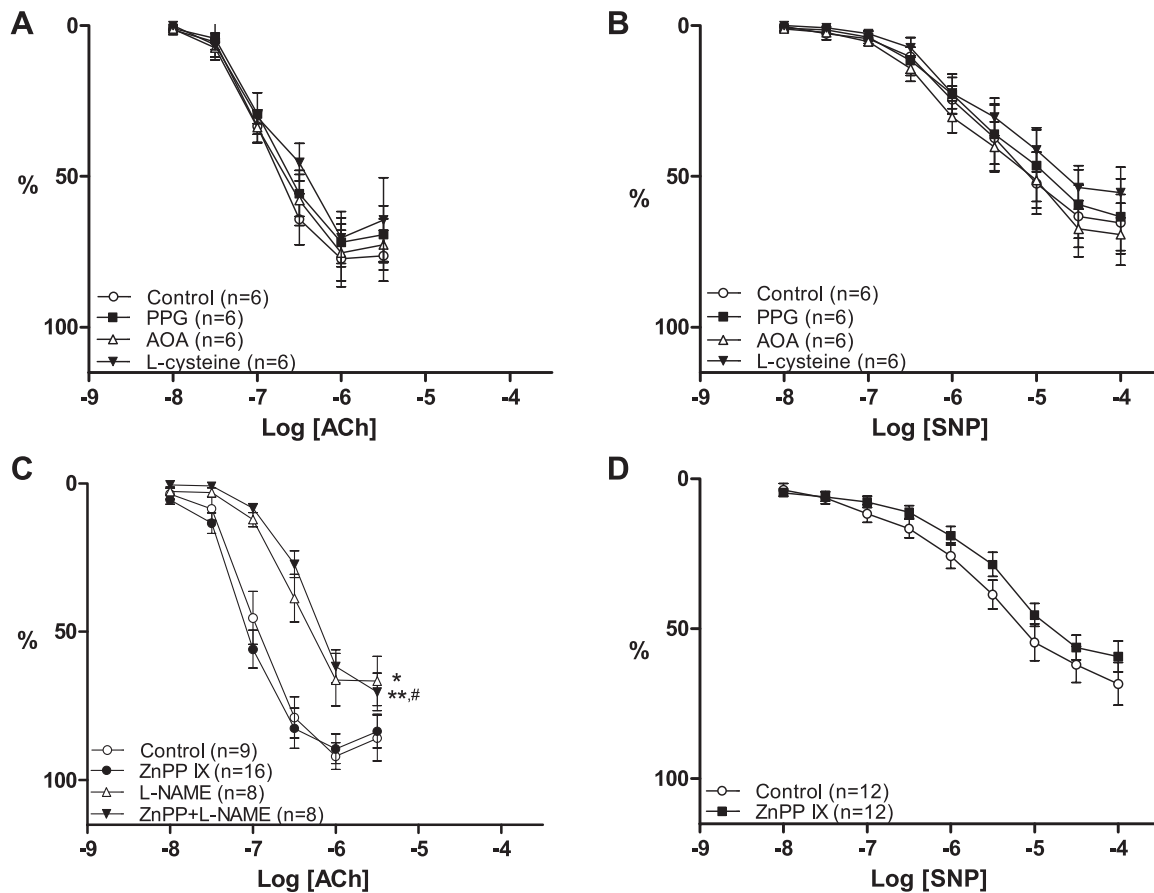 A
0
50
100
%
Control (n=6)
PPG (n=6)
AOA (n=6)
L-cysteine (n=6)
-9 -8 -7 -6 -5 -4
Log [ACh]
B
0
50
100
%
Control (n=6)
PPG (n=6)
AOA (n=6)
L-cysteine (n=6)
-9 -8 -7 -6 -5 -4
Log [SNP]
C
0
50
100
%
*
**,#
Control (n=9)
ZnPP IX (n=16)
L-NAME (n=8)
ZnPP+L-NAME (n=8)
-9 -8 -7 -6 -5 -4
Log [ACh]
D
0
50
100
%
Control (n=12)
ZnPP IX (n=12)
-9 -8 -7 -6 -5 -4
Log [SNP]